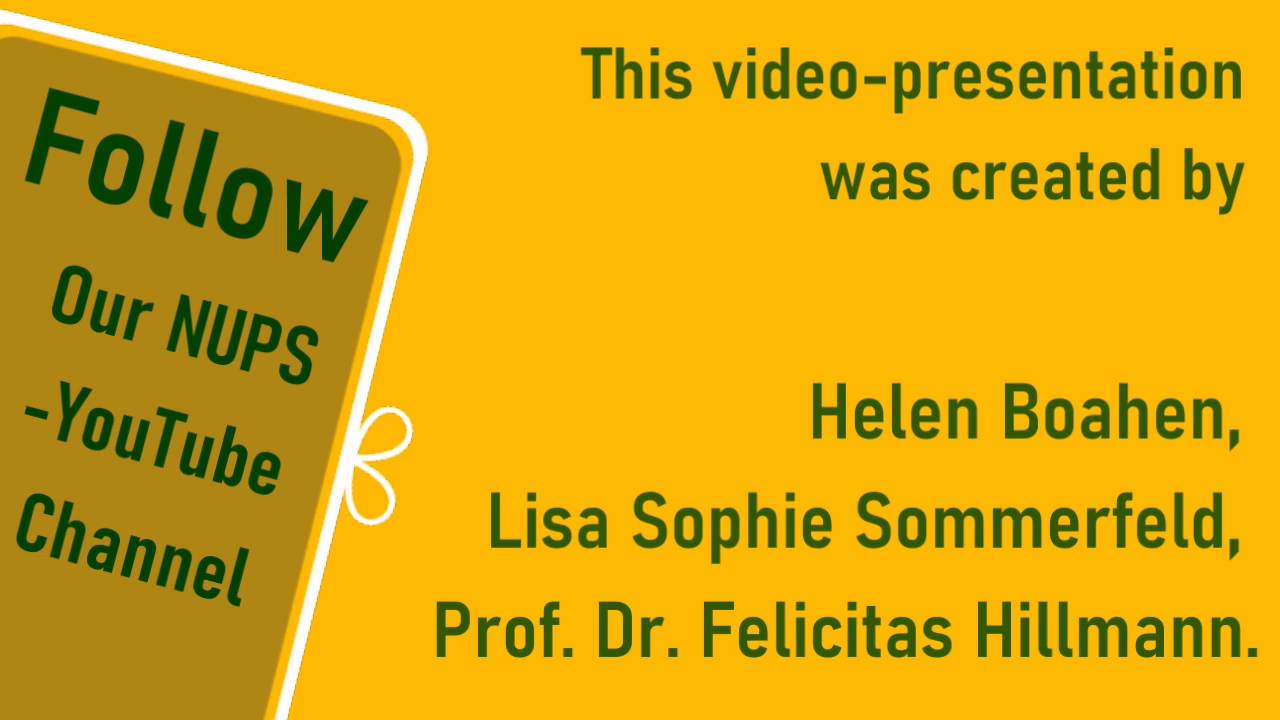 Follow
Our NUPS
-YouTube
Channel
This video-presentation
was created by
Helen Boahen,
Lisa Sophie Sommerfeld,
Prof. Dr. Felicitas Hillmann.